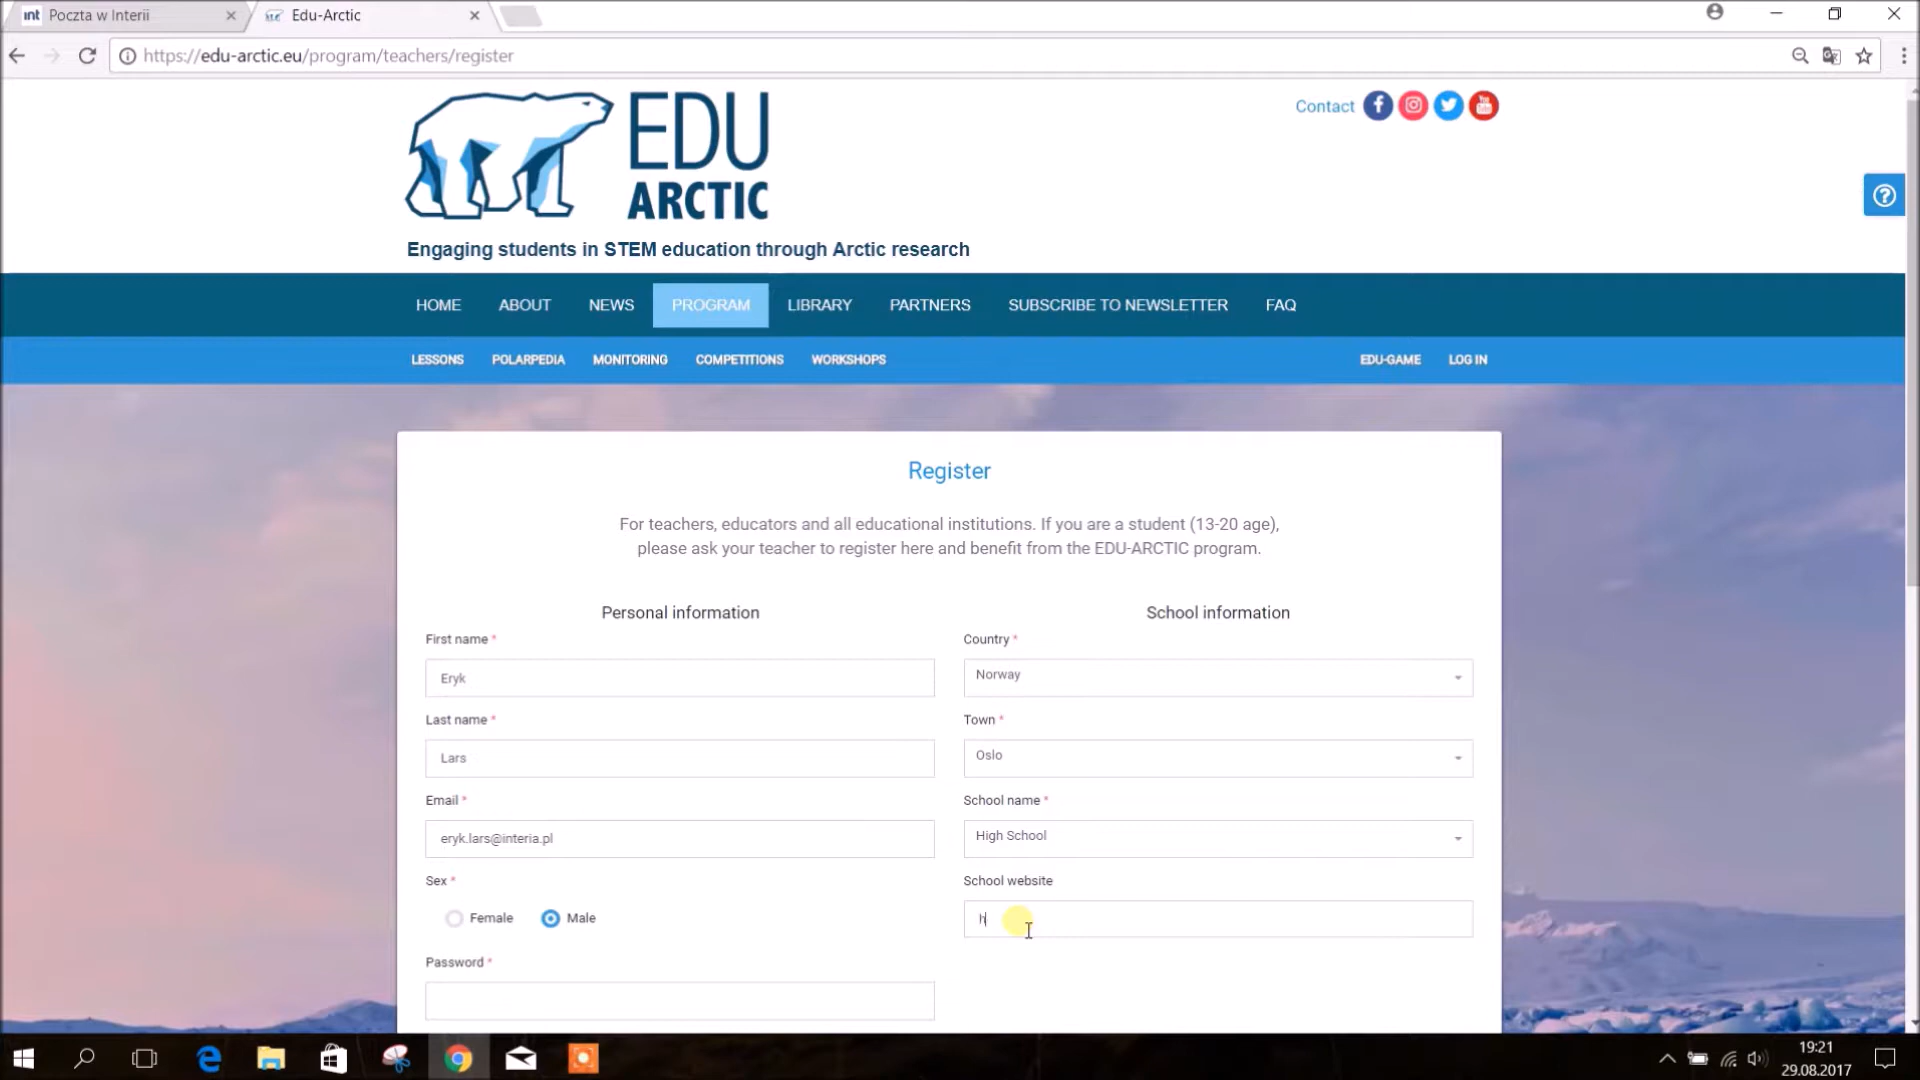 int Poczta w Interii
Edu-Arctic
https://edu-arctic.eu/program/teachers/register
EDU
ARCTIC
Engaging students in STEM education through Arctic research
Contact
HOME ABOUT NEWS PROGRAM LIBRARY PARTNERS SUBSCRIBE TO NEWSLETTER FAQ
LESSONS POLARPEDIA MONITORING COMPETITIONS WORKSHOPS EDU-GAME LOG IN
Register
For teachers, educators and all educational institutions. If you are a student (13-20 age),
please ask your teacher to register here and benefit from the EDU-ARCTIC program.
Personal information
First name *
Eryk
Last name *
Lars
Email *
eryk.lars@interia.pl
Sex *
Female Male
Password *
School information
Country *
Norway
Town *
Oslo
School name *
High School
School website
h
19:21
29.08.2017